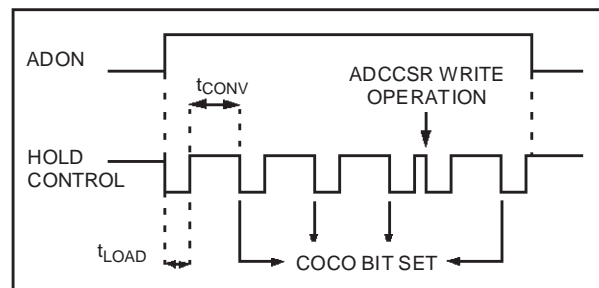 ADON
tCONV
ADCCSR WRITE
OPERATION
HOLD
CONTROL
tLOAD
COCO BIT SET